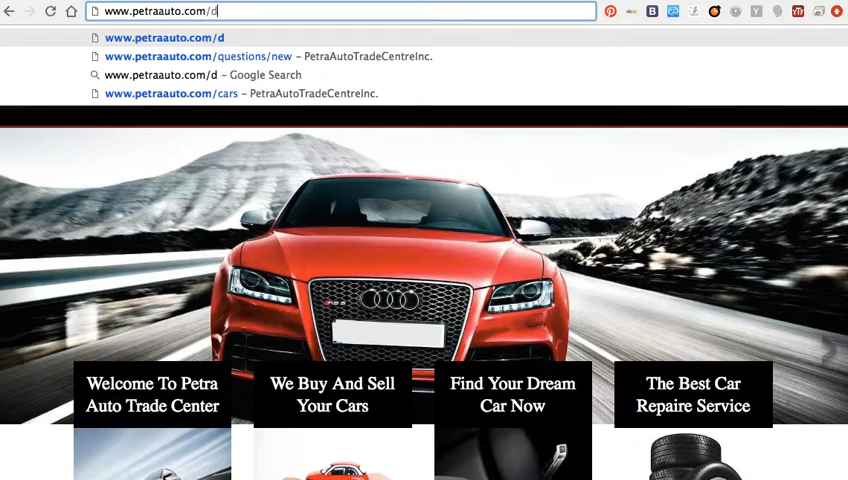 www.petraauto.com/d
www.petraauto.com/d
www.petraauto.com/questions/new – PetraAutoTradeCentreInc.
www.petraauto.com/d – Google Search
www.petraauto.com/cars – PetraAutoTradeCentreInc.
Welcome To Petra
Auto Trade Center
We Buy And Sell
Your Cars
Find Your Dream
Car Now
The Best Car
Repaire Service